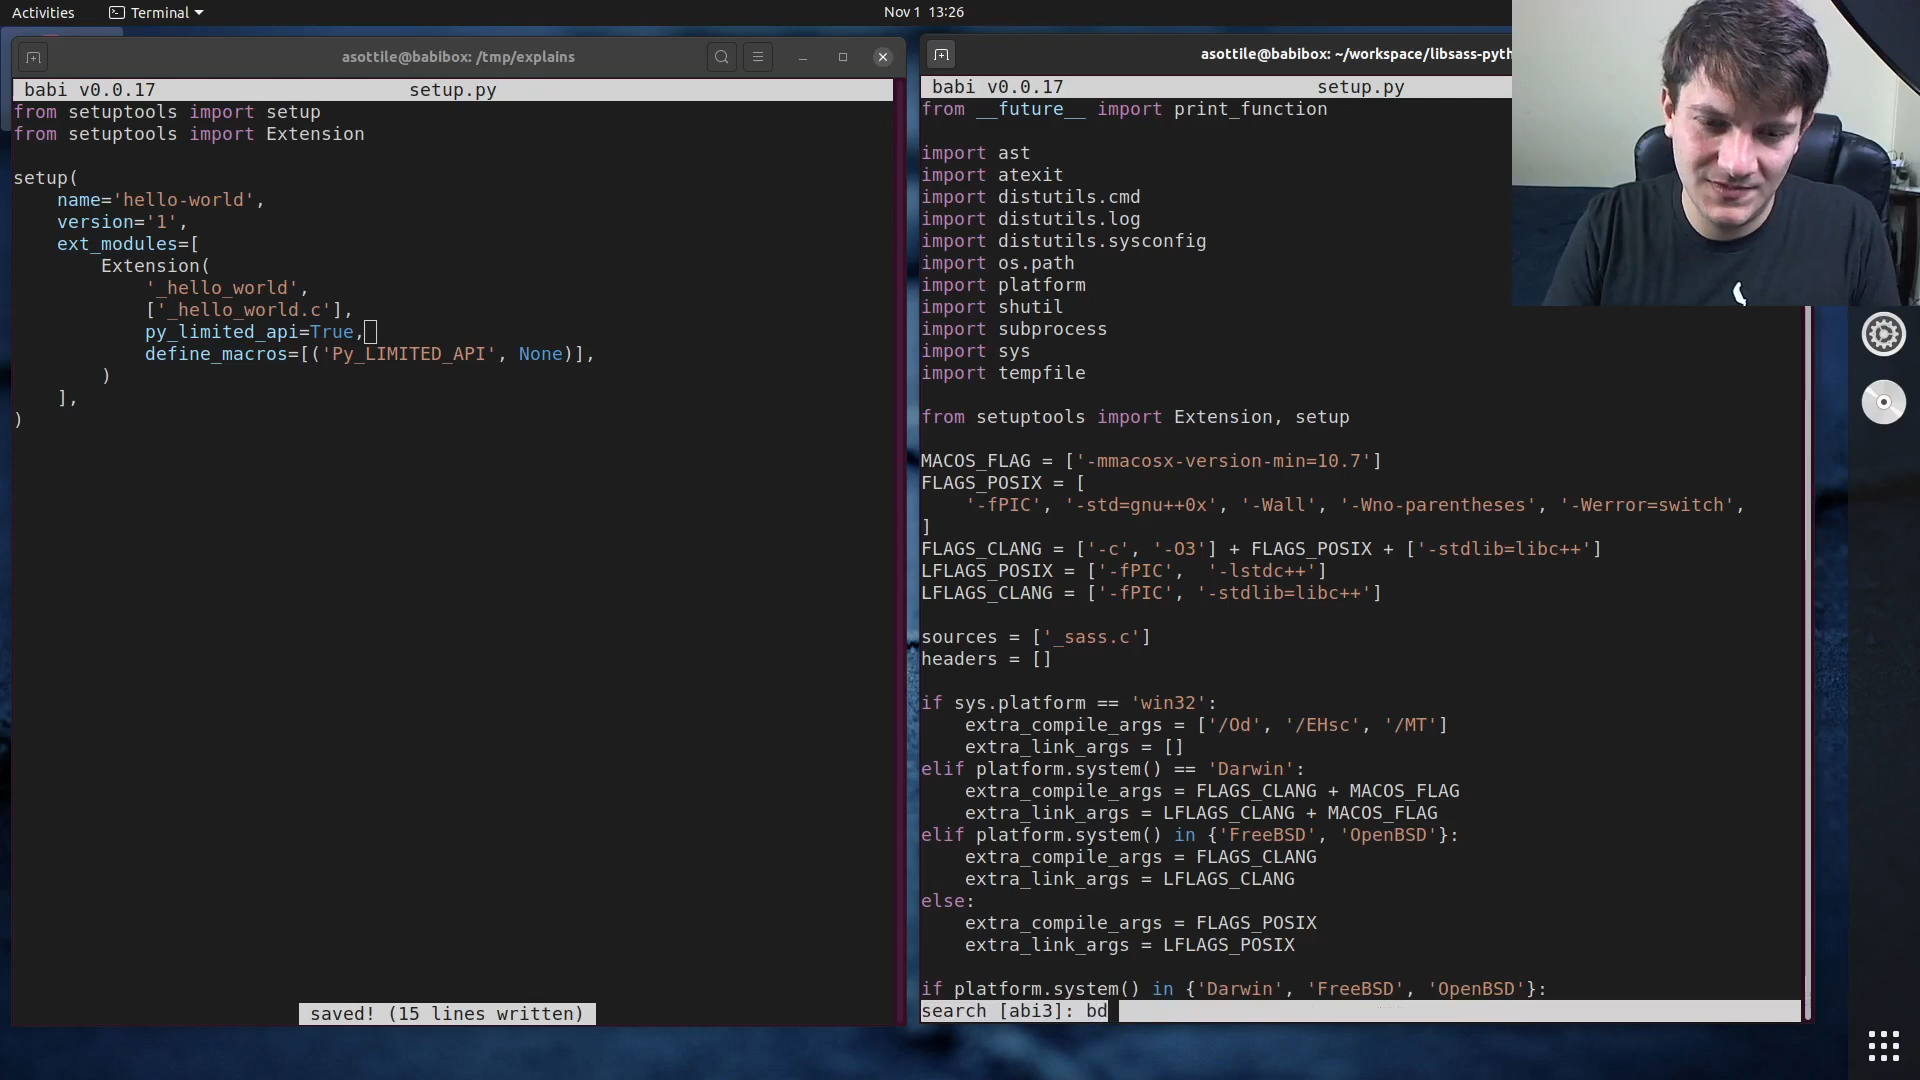 Activities
Terminal
Nov 1 13:26
asottile@babibox: /tmp/explains
babi v0.0.17 setup.py
from setuptools import setup
from setuptools import Extension
setup(
    name='hello-world',
    version='1',
    ext_modules=[
        Extension(
            '_hello_world',
            ['_hello_world.c'],
            py_limited_api=True,
            define_macros=[('Py_LIMITED_API', None)],
        )
    ],
)
saved! (15 lines written)
asottile@babibox: ~/workspace/libsass-pyth
babi v0.0.17 setup.py
from __future__ import print_function
import ast
import atexit
import distutils.cmd
import distutils.log
import distutils.sysconfig
import os.path
import platform
import shutil
import subprocess
import sys
import tempfile
from setuptools import Extension, setup
MACOS_FLAG = ['-mmacosx-version-min=10.7']
FLAGS_POSIX = [
    '-fPIC', '-std=gnu++0x', '-Wall', '-Wno-parentheses', '-Werror=switch',
]
FLAGS_CLANG = ['-c', '-O3'] + FLAGS_POSIX + ['-stdlib=libc++']
LFLAGS_POSIX = ['-fPIC',  '-lstdc++']
LFLAGS_CLANG = ['-fPIC', '-stdlib=libc++']
sources = ['_sass.c']
headers = []
if sys.platform == 'win32':
    extra_compile_args = ['/Od', '/EHsc', '/MT']
    extra_link_args = []
elif platform.system() == 'Darwin':
    extra_compile_args = FLAGS_CLANG + MACOS_FLAG
    extra_link_args = LFLAGS_CLANG + MACOS_FLAG
elif platform.system() in {'FreeBSD', 'OpenBSD'}:
    extra_compile_args = FLAGS_CLANG
    extra_link_args = LFLAGS_CLANG
else:
    extra_compile_args = FLAGS_POSIX
    extra_link_args = LFLAGS_POSIX
if platform.system() in {'Darwin', 'FreeBSD', 'OpenBSD'}:
search [abi3]: bd